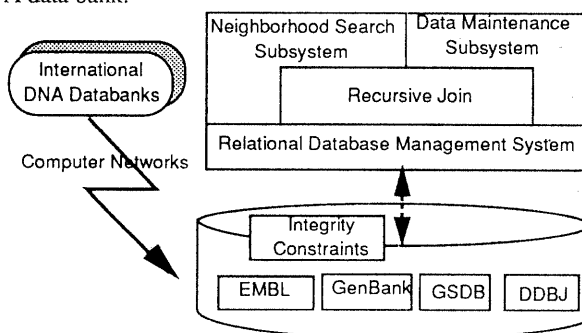 A data bank.
Neighborhood Search
Subsystem
Data Maintenance
Subsystem
International
DNA Databanks
Recursive Join
Relational Database Management System
Computer Networks
Integrity
Constraints
EMBL
GenBank
GSDB
DDBJ